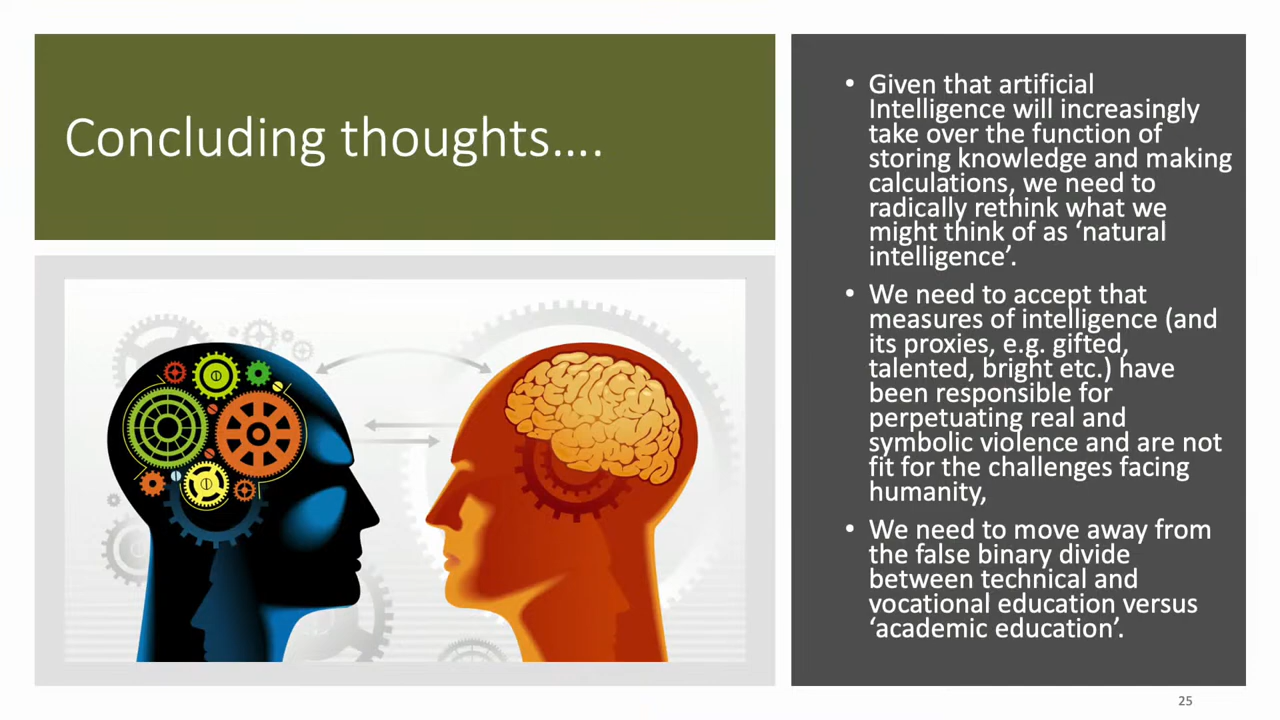 Concluding thoughts....
• Given that artificial
Intelligence will increasingly
take over the function of
storing knowledge and making
calculations, we need to
radically rethink what we
might think of as ‘natural
intelligence’.
• We need to accept that
measures of intelligence (and
its proxies, e.g. gifted,
talented, bright etc.) have
been responsible for
perpetuating real and
symbolic violence and are not
fit for the challenges facing
humanity,
• We need to move away from
the false binary divide
between technical and
vocational education versus
‘academic education’.
25